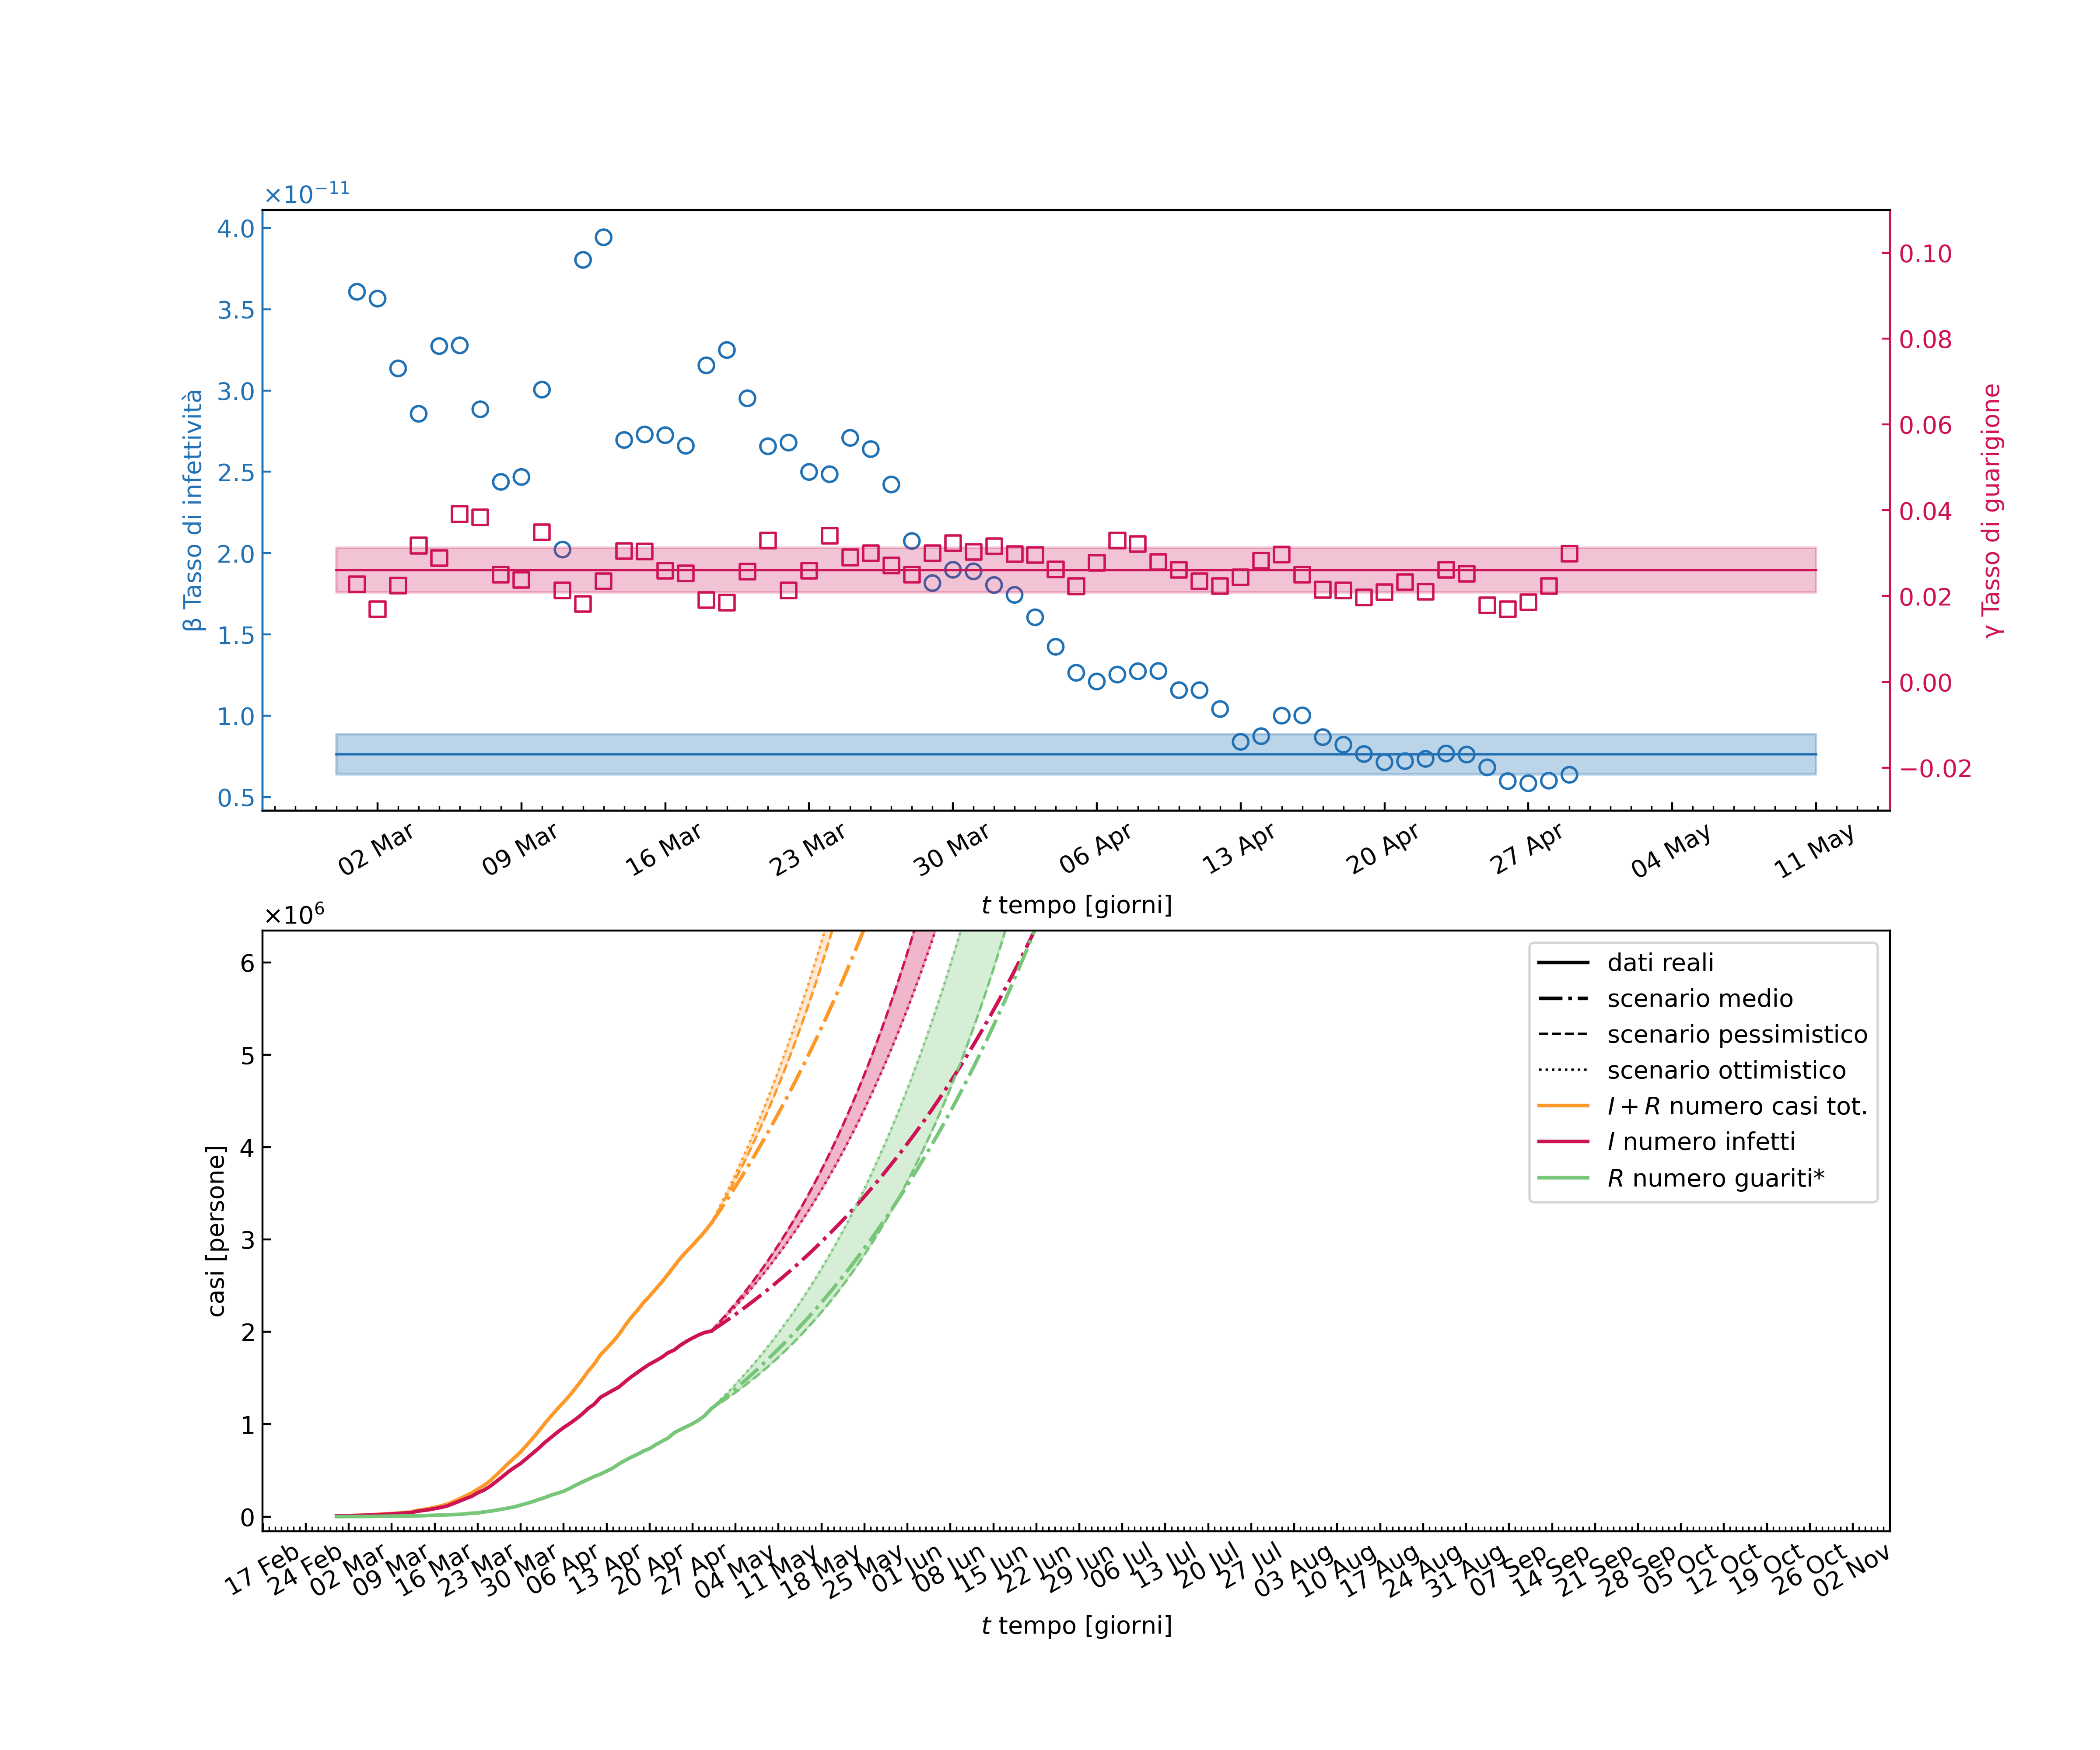 ×10⁻¹¹
4.0
3.5
3.0
2.5
2.0
1.5
1.0
0.5
β Tasso di infettività
0.10
0.08
0.06
0.04
0.02
0.00
−0.02
γ Tasso di guarigione
02 Mar
09 Mar
16 Mar
23 Mar
30 Mar
06 Apr
13 Apr
20 Apr
27 Apr
04 May
11 May
t tempo [giorni]
×10⁶
6
5
4
3
2
1
0
casi [persone]
dati reali
scenario medio
scenario pessimistico
scenario ottimistico
I + R numero casi tot.
I numero infetti
R numero guariti*
17 Feb
24 Feb
02 Mar
09 Mar
16 Mar
23 Mar
30 Mar
06 Apr
13 Apr
20 Apr
27 Apr
04 May
11 May
18 May
25 May
01 Jun
08 Jun
15 Jun
22 Jun
29 Jun
06 Jul
13 Jul
20 Jul
27 Jul
03 Aug
10 Aug
17 Aug
24 Aug
31 Aug
07 Sep
14 Sep
21 Sep
28 Sep
05 Oct
12 Oct
19 Oct
26 Oct
02 Nov
t tempo [giorni]